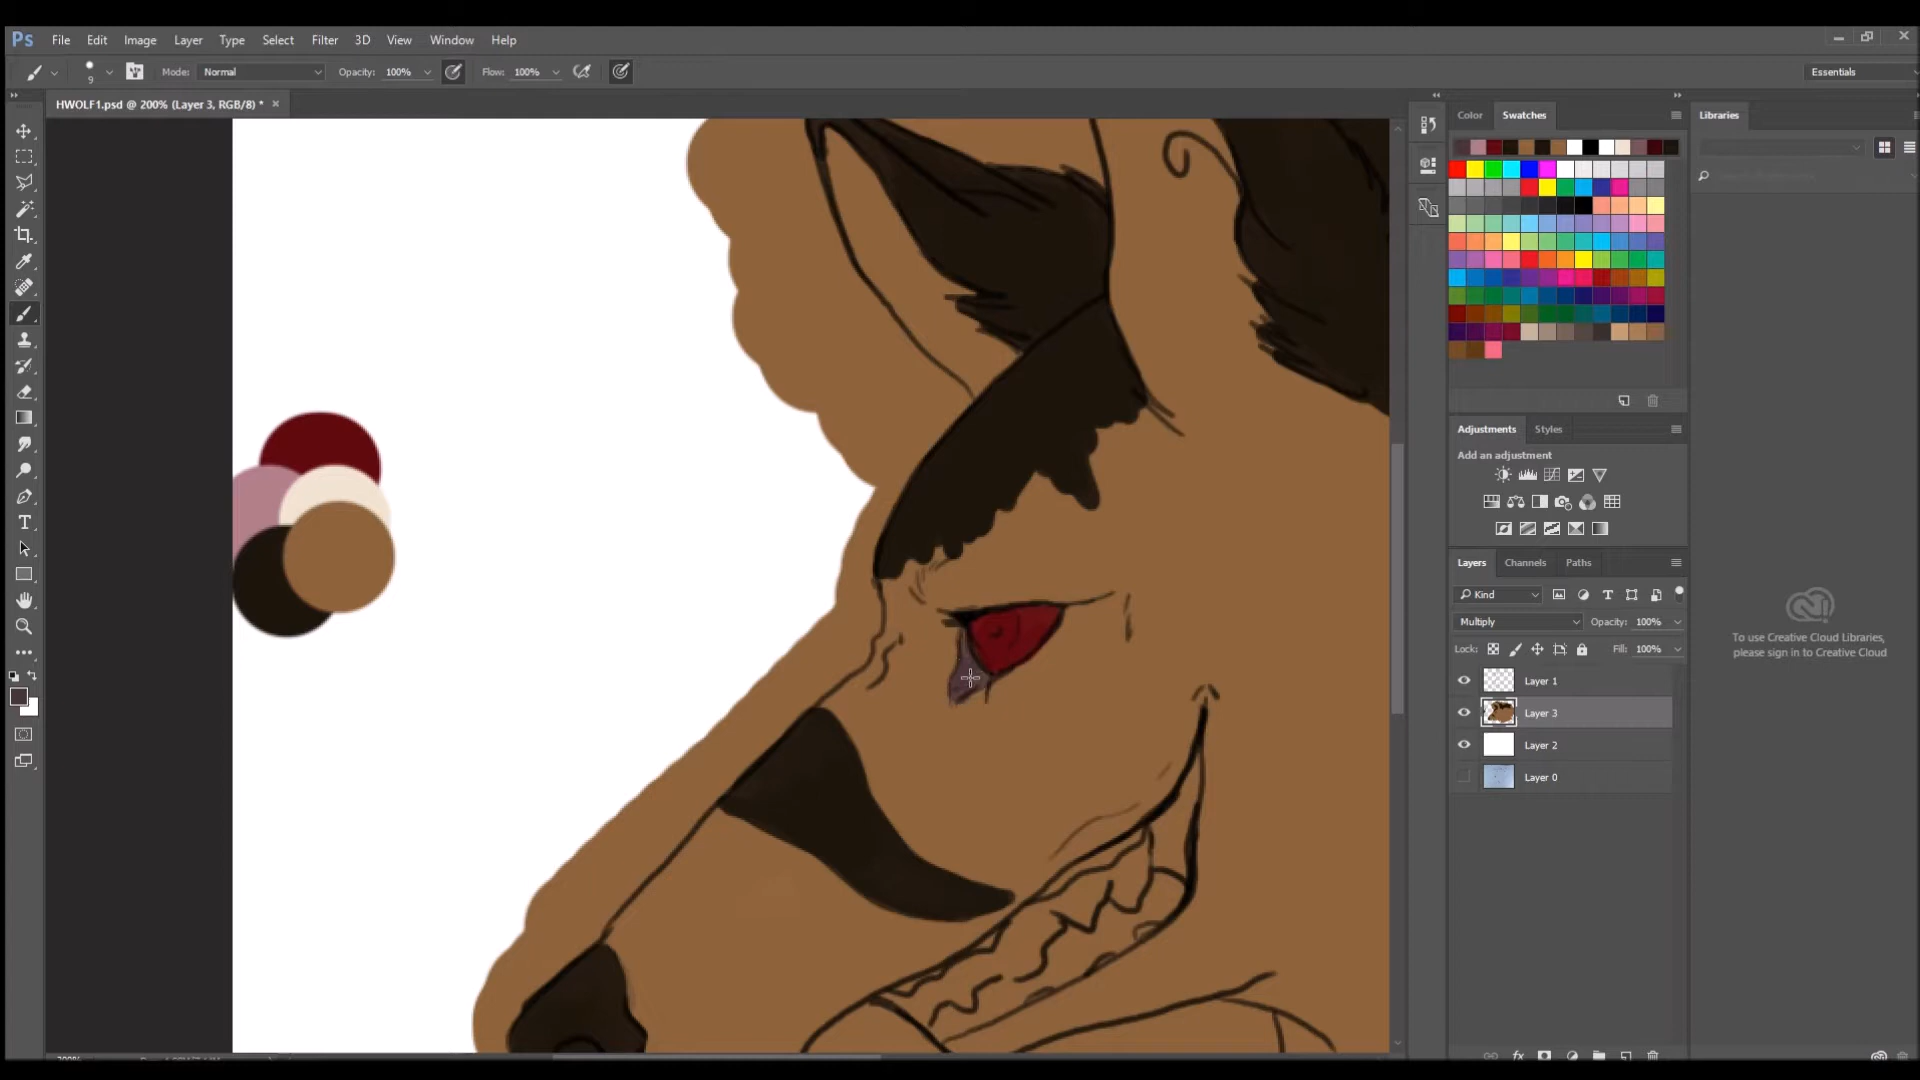 Ps File Edit Image Layer Type Select Filter 3D View Window Help
9 Mode: Normal Opacity: 100% Flow: 100% Essentials
HWOLF1.psd @ 200% (Layer 3, RGB/8) *
Color Swatches Libraries
Adjustments Styles
Add an adjustment
Layers Channels Paths
Kind
Multiply Opacity: 100%
Lock: Fill: 100%
To use Creative Cloud Libraries,
please sign in to Creative Cloud
Layer 1
Layer 3
Layer 2
Layer 0